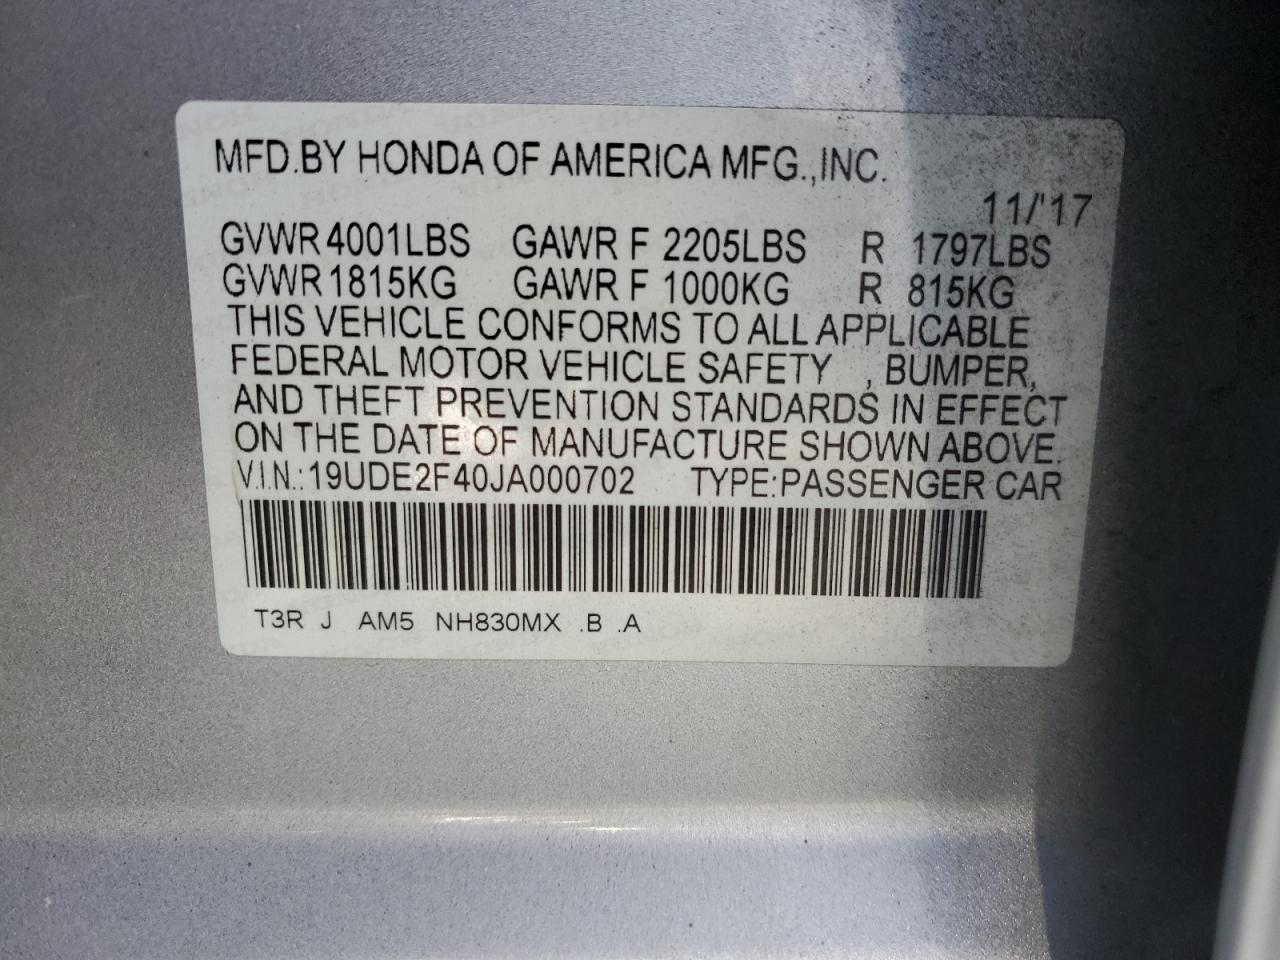 MFD.BY HONDA OF AMERICA MFG.,INC.
11/'17
GVWR 4001LBS GAWR F 2205LBS R 1797LBS
GVWR 1815KG GAWR F 1000KG R 815KG
THIS VEHICLE CONFORMS TO ALL APPLICABLE
FEDERAL MOTOR VEHICLE SAFETY , BUMPER,
AND THEFT PREVENTION STANDARDS IN EFFECT
ON THE DATE OF MANUFACTURE SHOWN ABOVE.
V.I.N.:19UDE2F40JA000702 TYPE:PASSENGER CAR
T3R J AM5 NH830MX .B .A